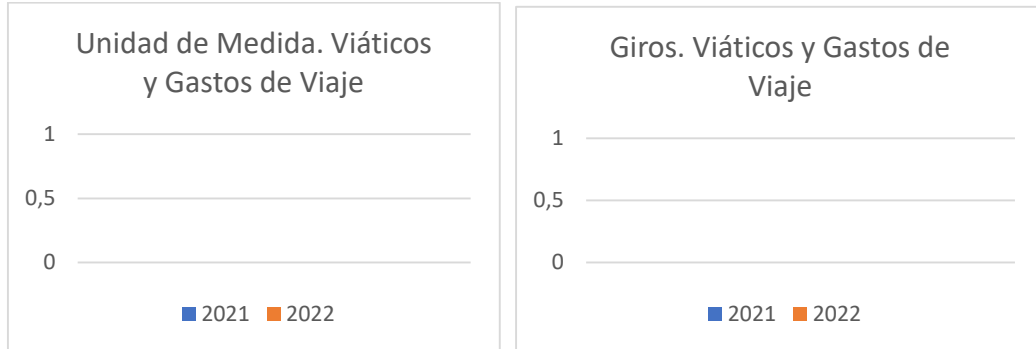 Unidad de Medida. Viáticos
y Gastos de Viaje
1
0,5
0
2021 2022
Giros. Viáticos y Gastos de
Viaje
1
0,5
0
2021 2022